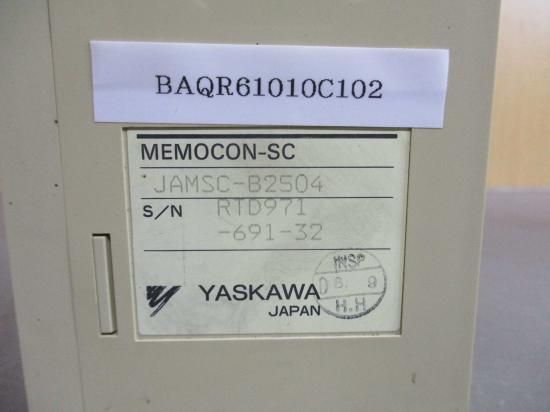 BAQR61010C102
MEMOCON-SC
JAMSC-B2504
S/N RTD971
-691-32
YASKAWA
JAPAN
INSP
H.H